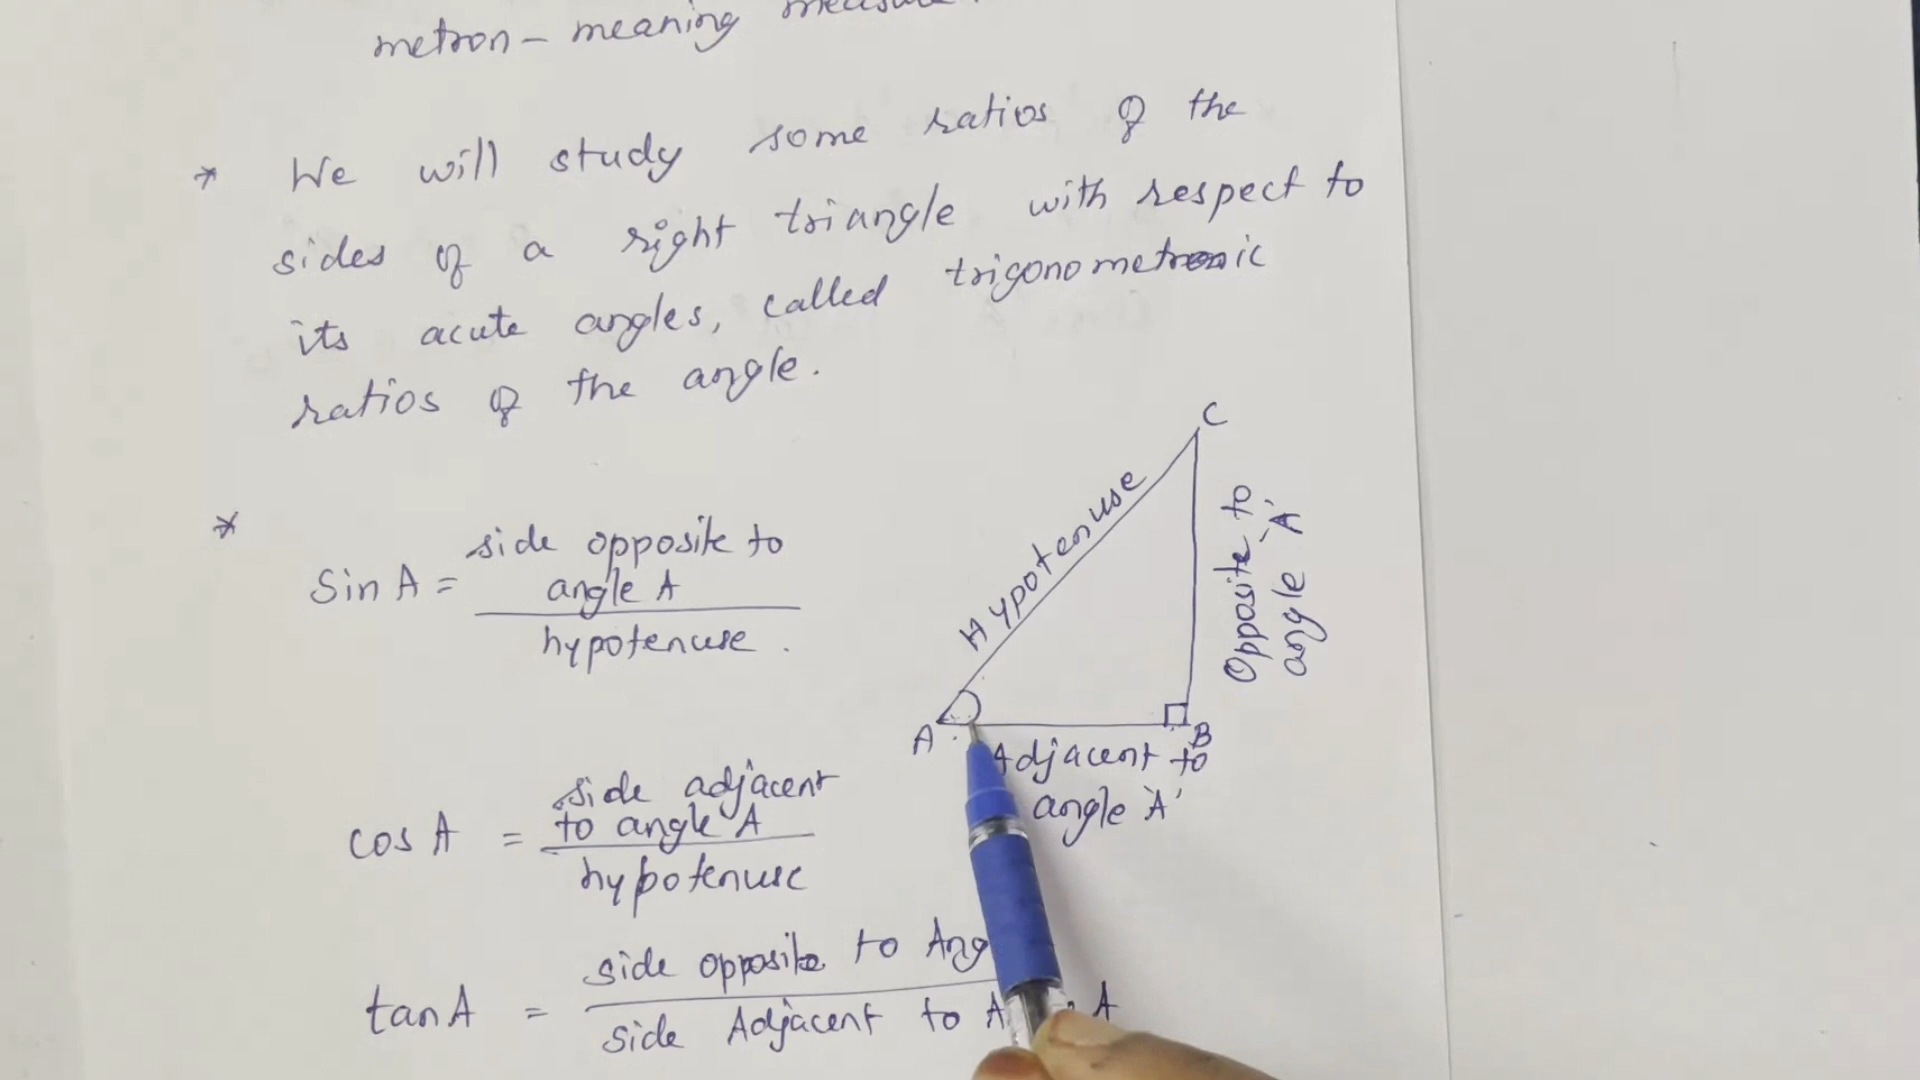 metron - meaning
* We will study some ratios of the
sides of a right triangle with respect to
its acute angles, called trigonometric
ratios of the angle.
* Sin A = side opposite to
angle A
hypotenuse.
C
Hypotenuse
Opposite to
angle 'A'
A
B
Adjacent to
angle 'A'
cos A = side adjacent
to angle A
hypotenuse
tan A = side opposite to
side Adjacent to A